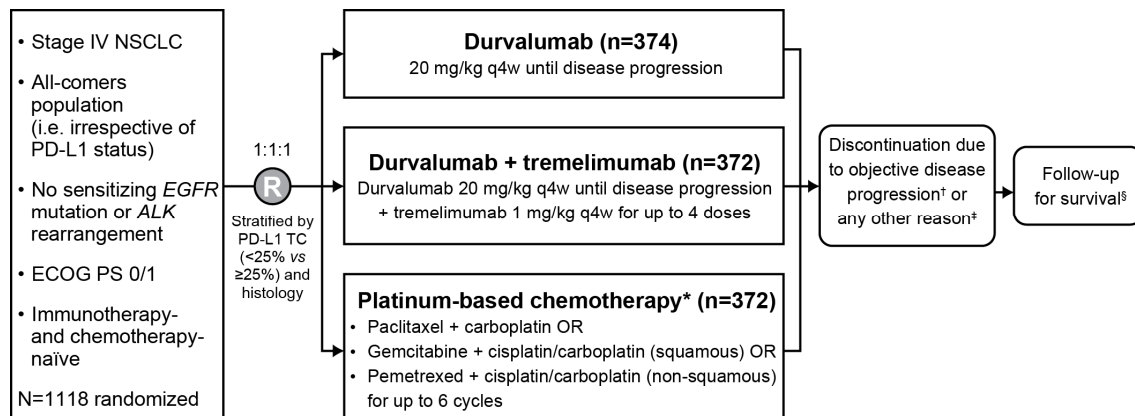 • Stage IV NSCLC
• All-comers
population
(i.e. irrespective of
PD-L1 status)
• No sensitizing EGFR
mutation or ALK
rearrangement
• ECOG PS 0/1
• Immunotherapy-
and chemotherapy-
naïve
N=1118 randomized
1:1:1
R
Stratified by
PD-L1 TC
(<25% vs
≥25%) and
histology
Durvalumab (n=374)
20 mg/kg q4w until disease progression
Durvalumab + tremelimumab (n=372)
Durvalumab 20 mg/kg q4w until disease progression
+ tremelimumab 1 mg/kg q4w for up to 4 doses
Platinum-based chemotherapy* (n=372)
• Paclitaxel + carboplatin OR
• Gemcitabine + cisplatin/carboplatin (squamous) OR
• Pemetrexed + cisplatin/carboplatin (non-squamous)
for up to 6 cycles
Discontinuation due
to objective disease
progression† or
any other reason‡
Follow-up
for survival§